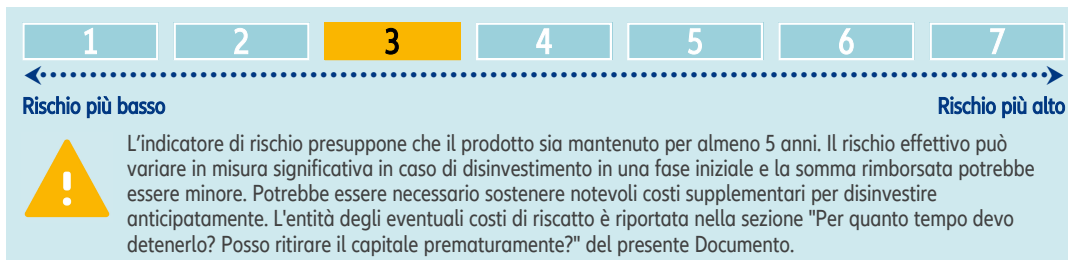 1 2 3 4 5 6 7
Rischio più basso Rischio più alto
L'indicatore di rischio presuppone che il prodotto sia mantenuto per almeno 5 anni. Il rischio effettivo può
variare in misura significativa in caso di disinvestimento in una fase iniziale e la somma rimborsata potrebbe
essere minore. Potrebbe essere necessario sostenere notevoli costi supplementari per disinvestire
anticipatamente. L'entità degli eventuali costi di riscatto è riportata nella sezione "Per quanto tempo devo
detenerlo? Posso ritirare il capitale prematuramente?" del presente Documento.